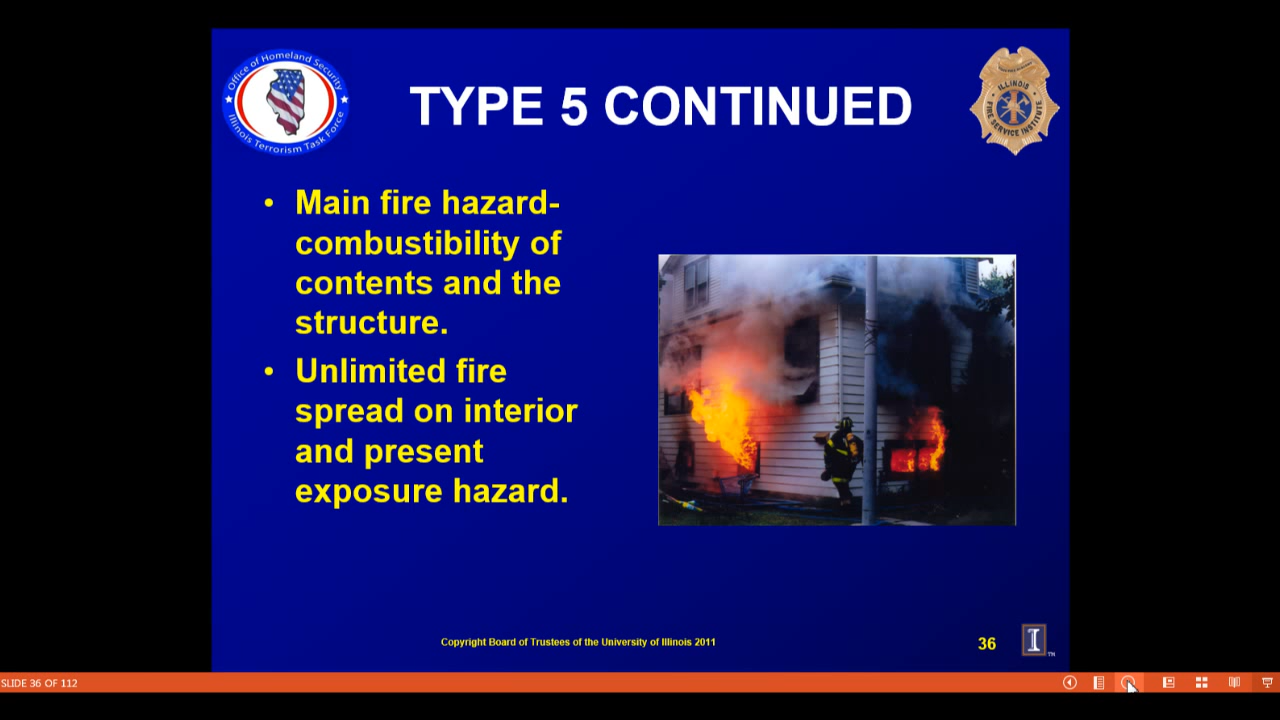 Office of Homeland Security
Illinois Terrorism Task Force
TYPE 5 CONTINUED
ILLINOIS
FIRE SERVICE INSTITUTE
• Main fire hazard-
combustibility of
contents and the
structure.
• Unlimited fire
spread on interior
and present
exposure hazard.
Copyright Board of Trustees of the University of Illinois 2011
36
I
TM
SLIDE 36 OF 112